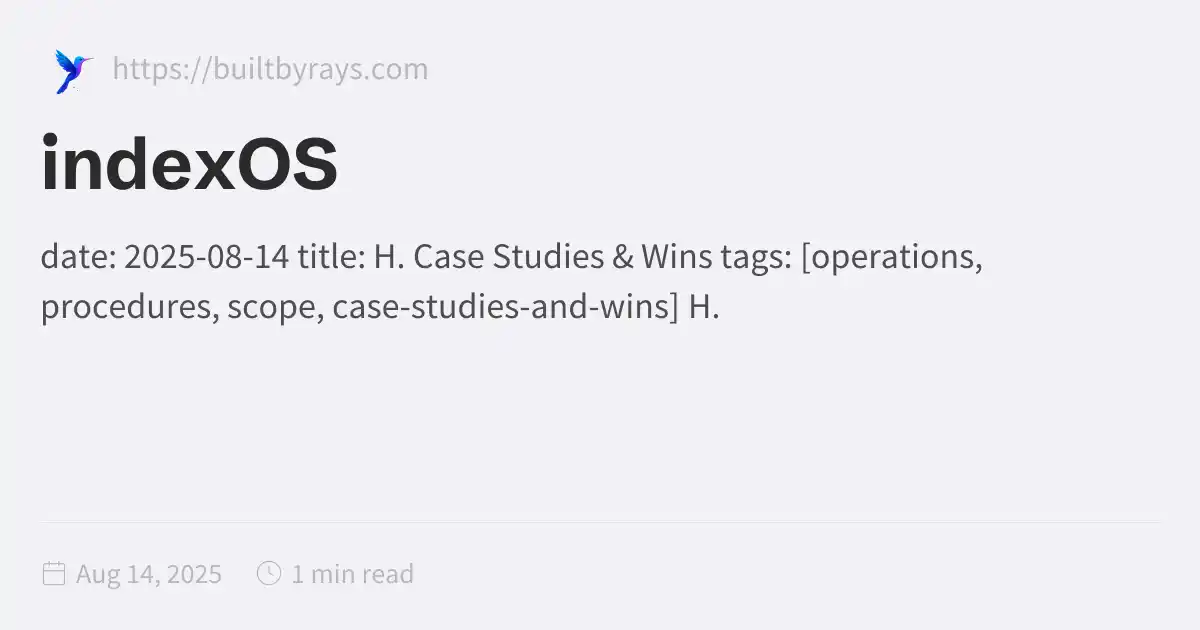 https://builtbyrays.com
indexOS
date: 2025-08-14 title: H. Case Studies & Wins tags: [operations,
procedures, scope, case-studies-and-wins] H.
Aug 14, 2025 1 min read